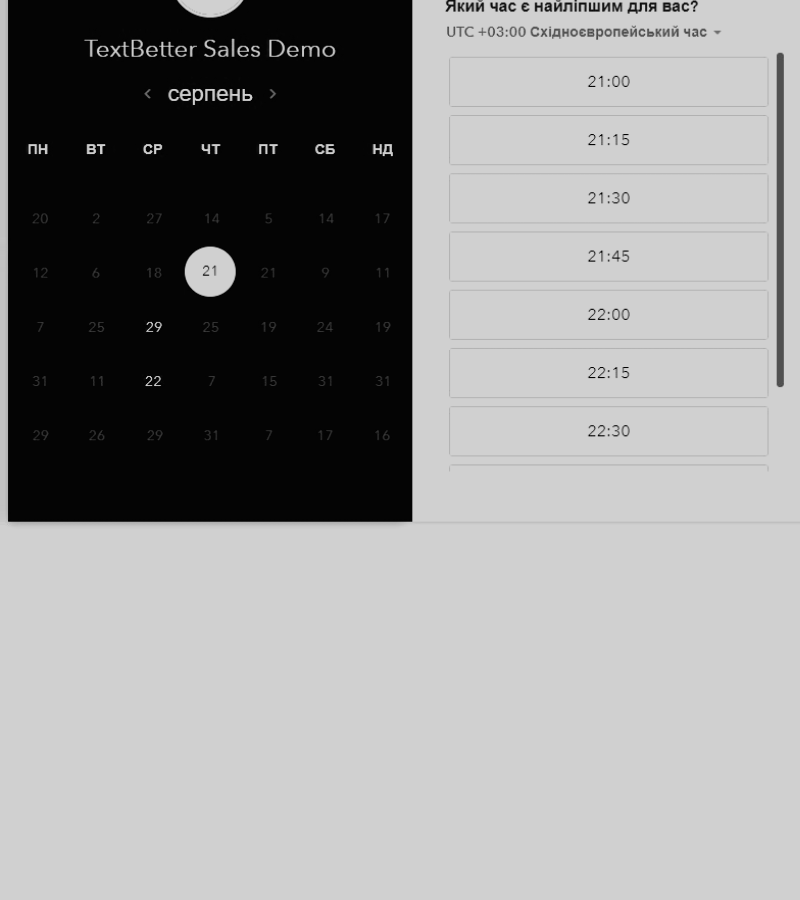 TextBetter Sales Demo
серпень
ПН ВТ СР ЧТ ПТ СБ НД
20 2 27 14 5 14 17
12 6 18 21 21 9 11
7 25 29 25 19 24 19
31 11 22 7 15 31 31
29 26 29 31 7 17 16
Який час є найліпшим для вас?
UTC +03:00 Східноєвропейський час
21:00
21:15
21:30
21:45
22:00
22:15
22:30